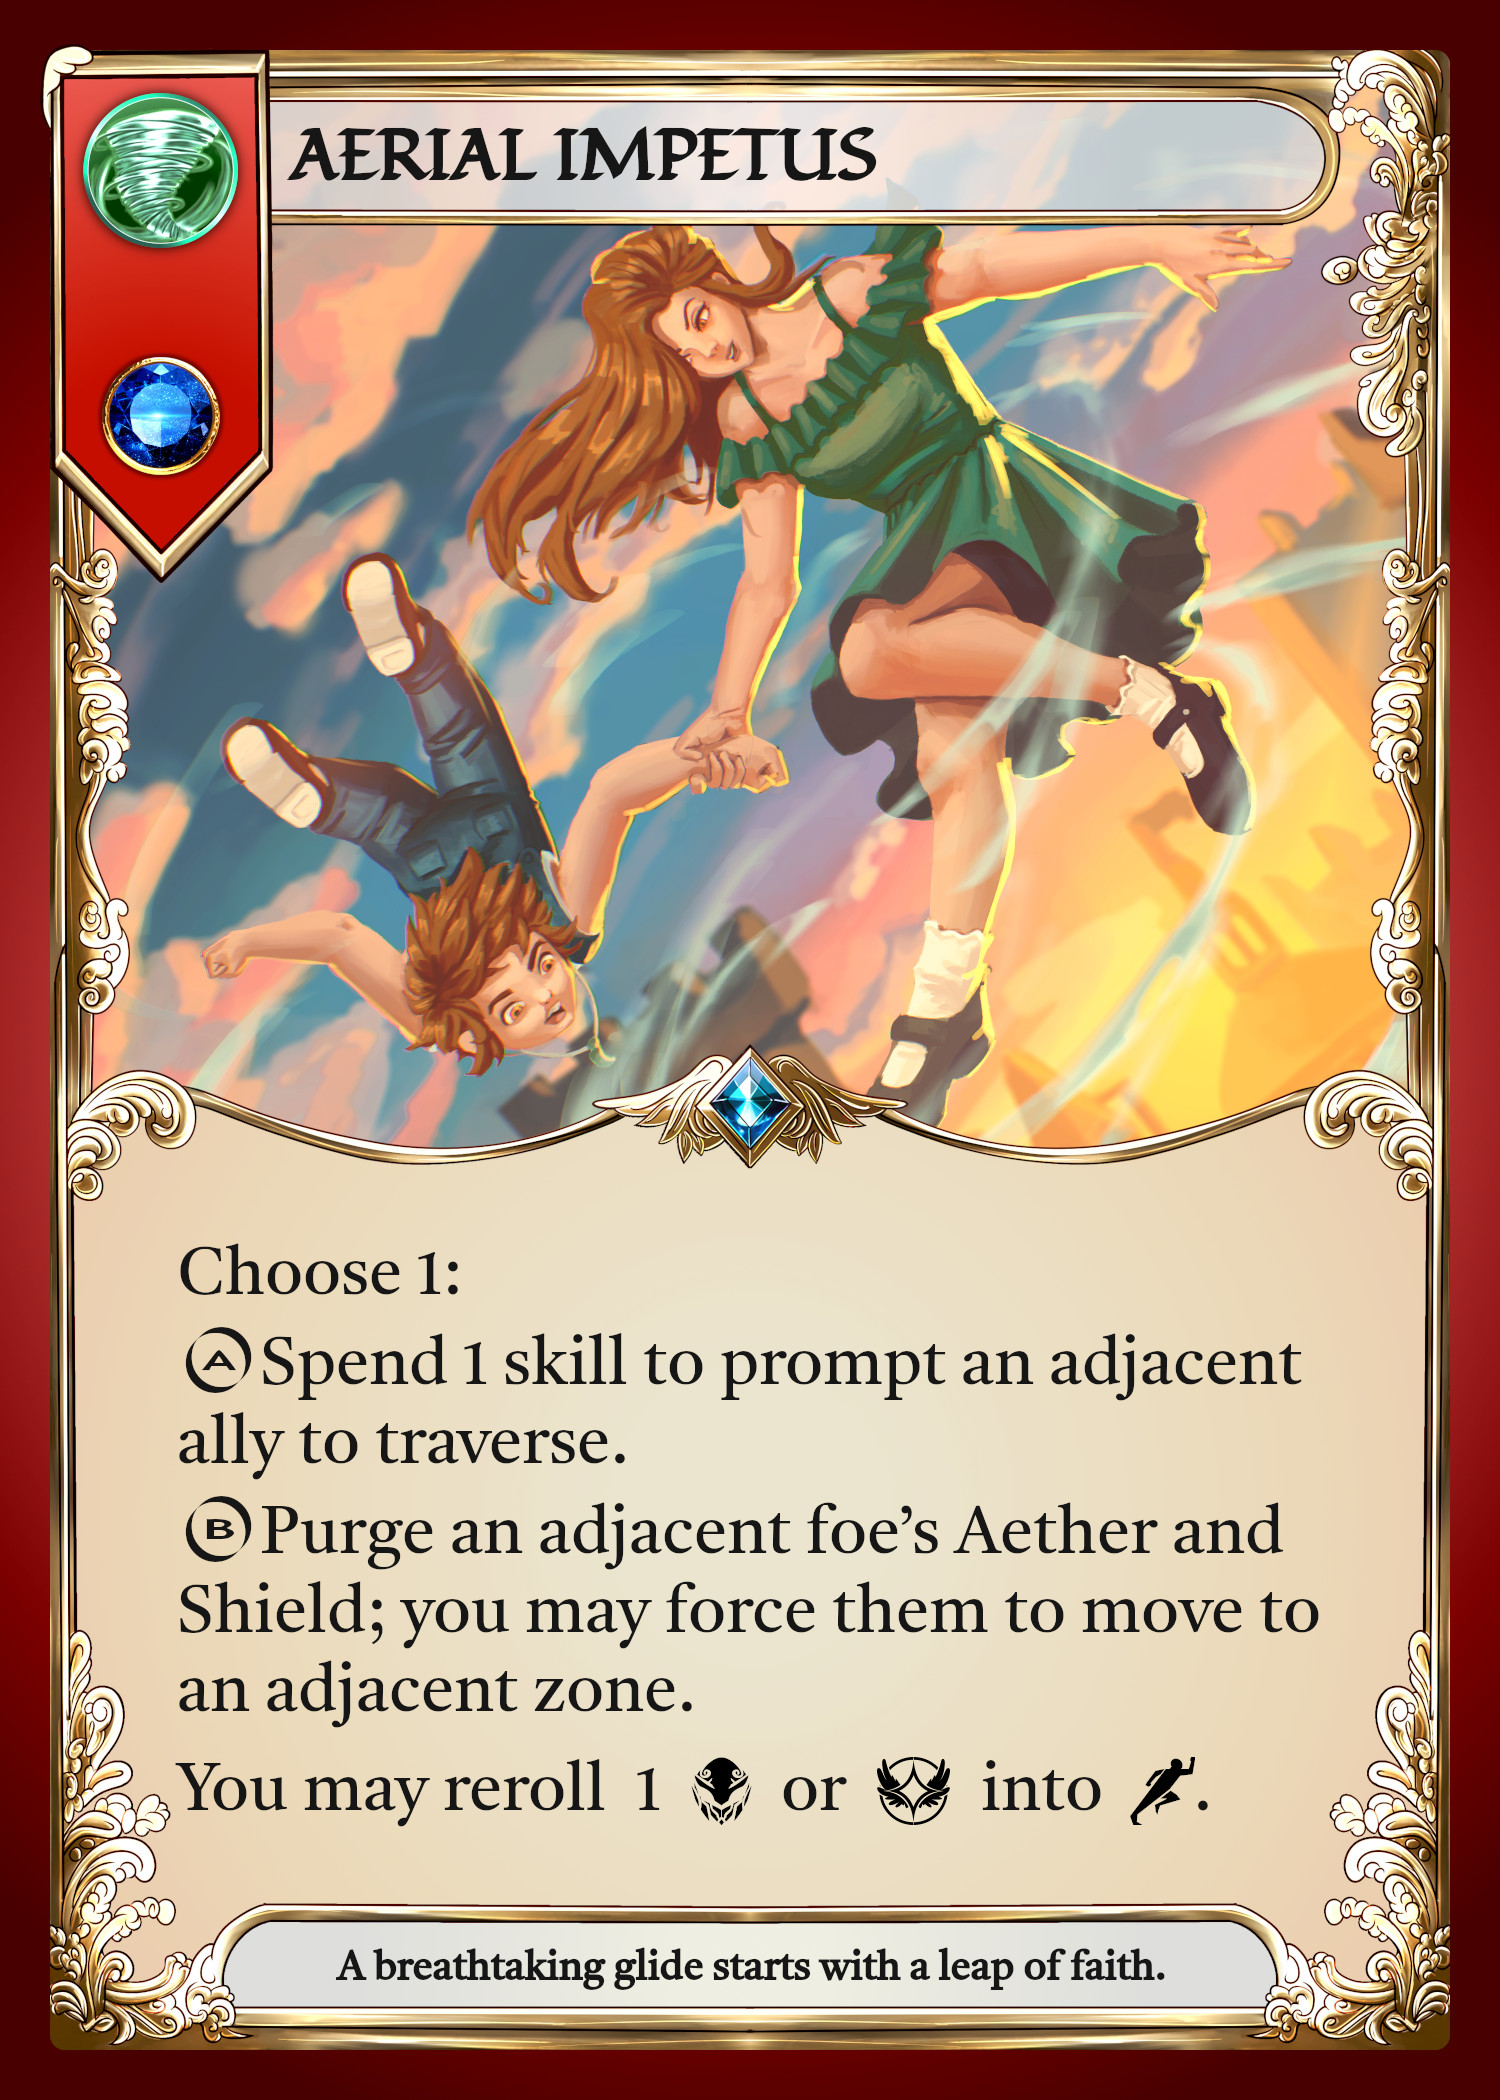 AERIAL IMPETUS
Choose 1:
Ⓐ Spend 1 skill to prompt an adjacent
ally to traverse.
Ⓑ Purge an adjacent foe’s Aether and
Shield; you may force them to move to
an adjacent zone.
You may reroll 1 or into .
A breathtaking glide starts with a leap of faith.